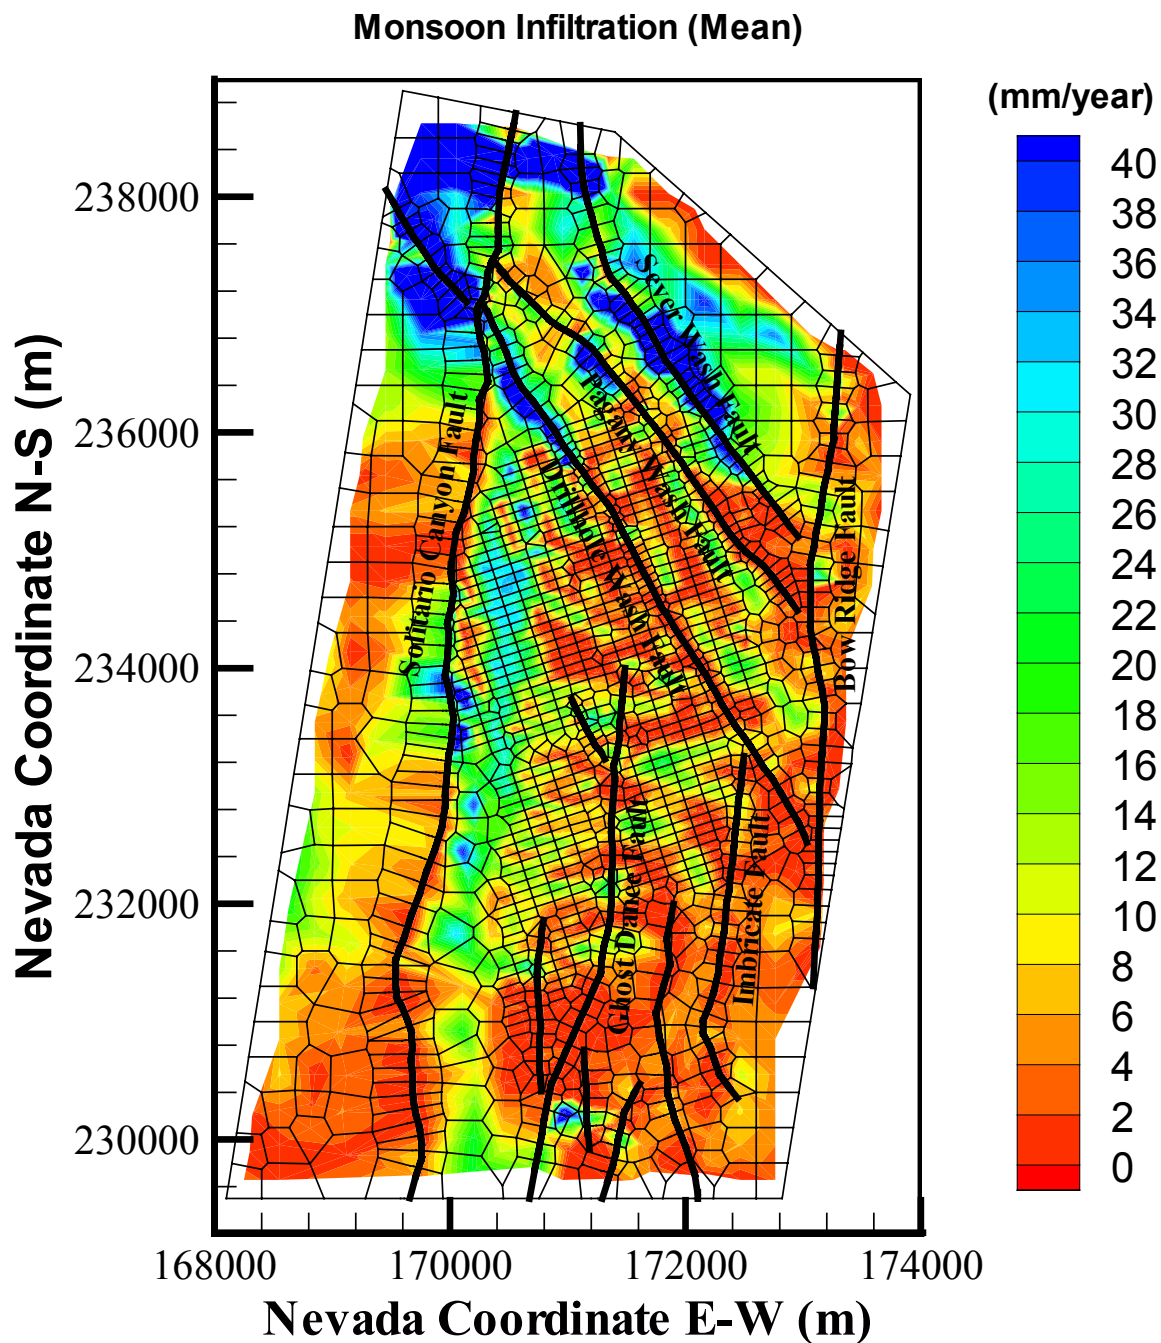 Monsoon Infiltration (Mean)
(mm/year)
40
38
36
34
32
30
28
26
24
22
20
18
16
14
12
10
8
6
4
2
0
Nevada Coordinate N-S (m)
238000
236000
234000
232000
230000
Sever Wash Fault
Pagany Wash Fault
Drillhole Wash Fault
Solitario Canyon Fault
Bow Ridge Fault
Ghost Dance Fault
Imbricate Fault
168000
170000
172000
174000
Nevada Coordinate E-W (m)